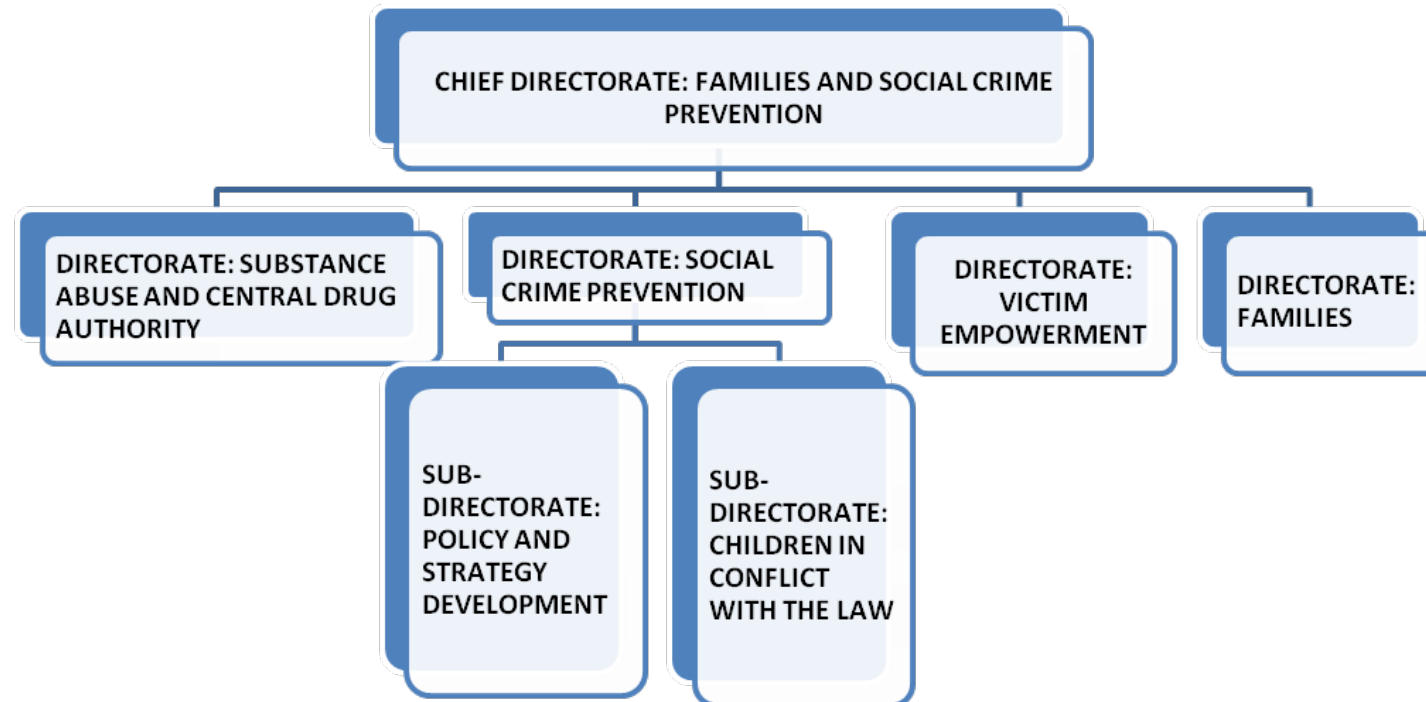 CHIEF DIRECTORATE: FAMILIES AND SOCIAL CRIME
PREVENTION
DIRECTORATE: SUBSTANCE
ABUSE AND CENTRAL DRUG
AUTHORITY
DIRECTORATE: SOCIAL
CRIME PREVENTION
DIRECTORATE:
VICTIM
EMPOWERMENT
DIRECTORATE:
FAMILIES
SUB-
DIRECTORATE:
POLICY AND
STRATEGY
DEVELOPMENT
SUB-
DIRECTORATE:
CHILDREN IN
CONFLICT
WITH THE LAW